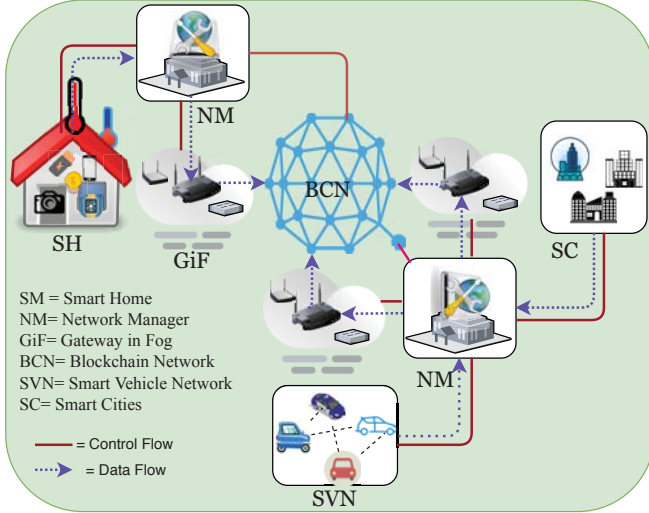 NM
BCN
SH
GiF
SC
SM = Smart Home
NM= Network Manager
GiF= Gateway in Fog
BCN= Blockchain Network
SVN= Smart Vehicle Network
SC= Smart Cities
NM
= Control Flow
= Data Flow
SVN